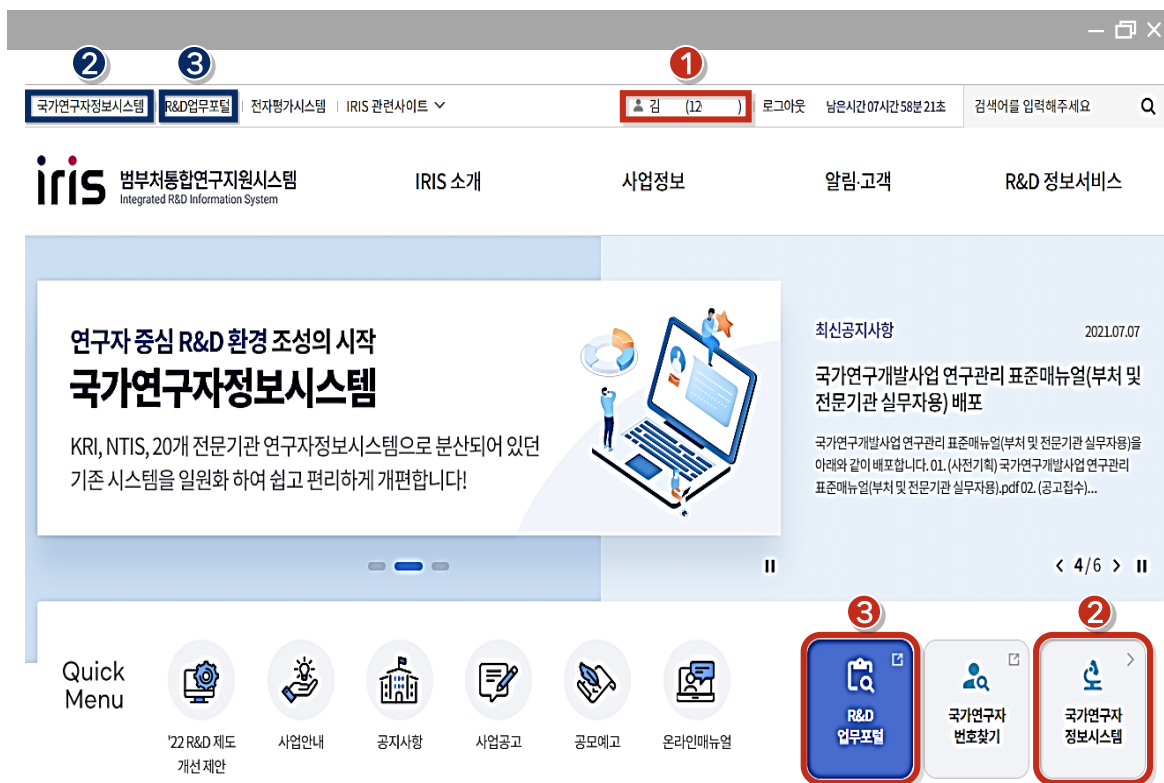 2 3 1
국가연구자정보시스템 R&D업무포털 전자평가시스템 IRIS 관련사이트 김 (12 ) 로그아웃 남은시간 07시간 58분 21초 검색어를 입력해주세요
iris 범부처통합연구지원시스템 IRIS 소개 사업정보 알림·고객 R&D 정보서비스
Integrated R&D Information System
연구자 중심 R&D 환경 조성의 시작
국가연구자정보시스템
KRI, NTIS, 20개 전문기관 연구자정보시스템으로 분산되어 있던
기존 시스템을 일원화 하여 쉽고 편리하게 개편합니다!
최신공지사항 2021.07.07
국가연구개발사업 연구관리 표준매뉴얼(부처 및
전문기관 실무자용) 배포
국가연구개발사업 연구관리 표준매뉴얼(부처 및 전문기관 실무자용)을
아래와 같이 배포합니다. 01. (사전기획) 국가연구개발사업 연구관리
표준매뉴얼(부처 및 전문기관 실무자용).pdf 02. (공고접수)...
4/6
3 2
Quick
Menu
'22 R&D 제도
개선 제안
사업안내
공지사항
사업공고
공모예고
온라인매뉴얼
R&D
업무포털
국가연구자
번호찾기
국가연구자
정보시스템